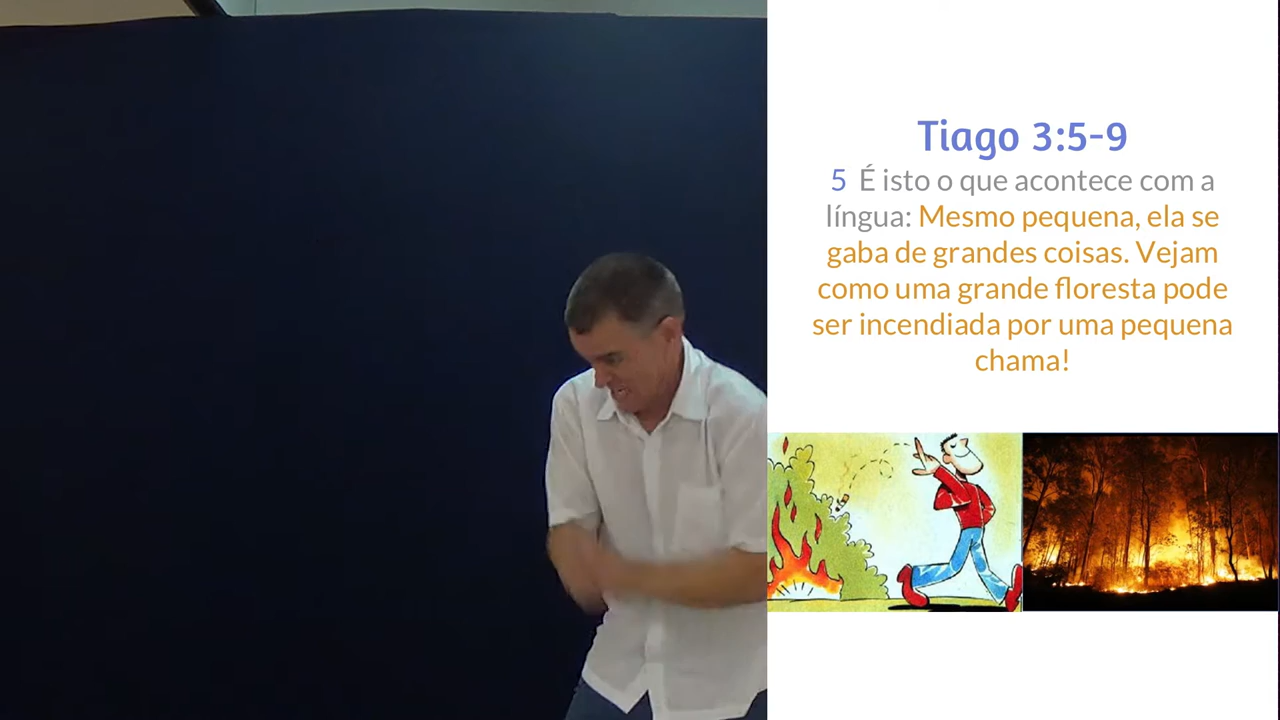 Tiago 3:5-9
5 É isto o que acontece com a
língua: Mesmo pequena, ela se
gaba de grandes coisas. Vejam
como uma grande floresta pode
ser incendiada por uma pequena
chama!